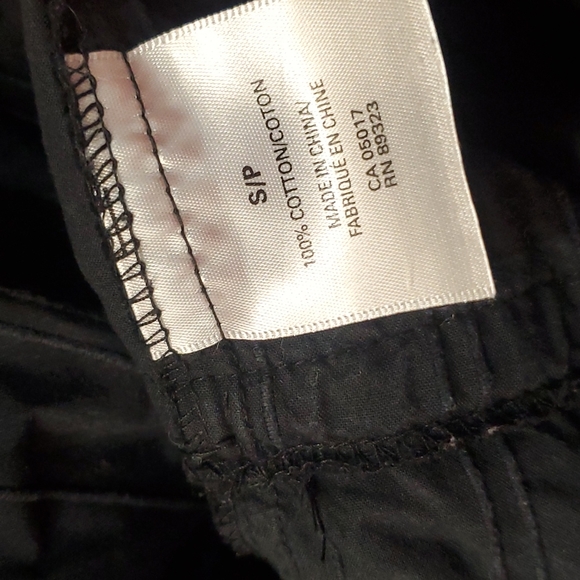 S/P
100% COTTON/COTON
MADE IN CHINA/
FABRIQUÉ EN CHINE
CA 05017
RN 89323